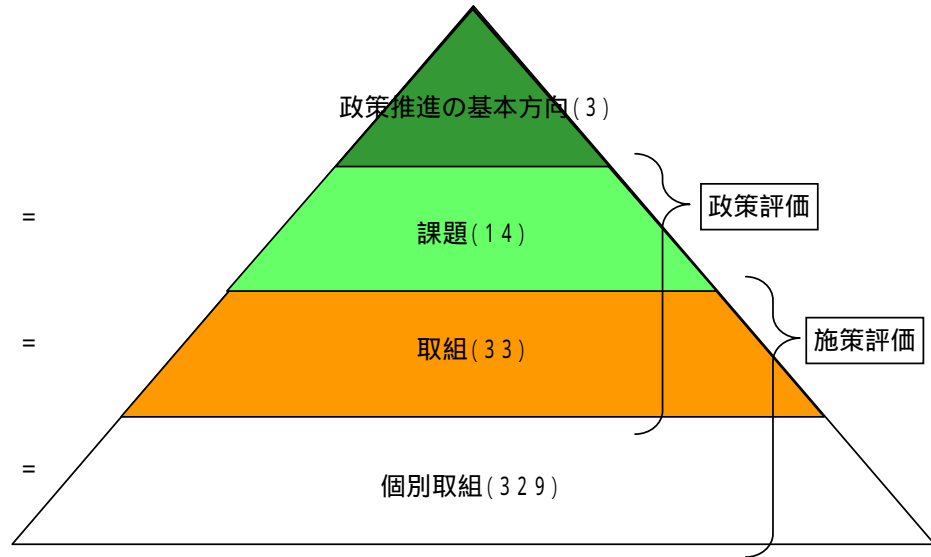 政策推進の基本方向(3)
政策評価
=
課題(14)
=
取組(33)
施策評価
=
個別取組(329)